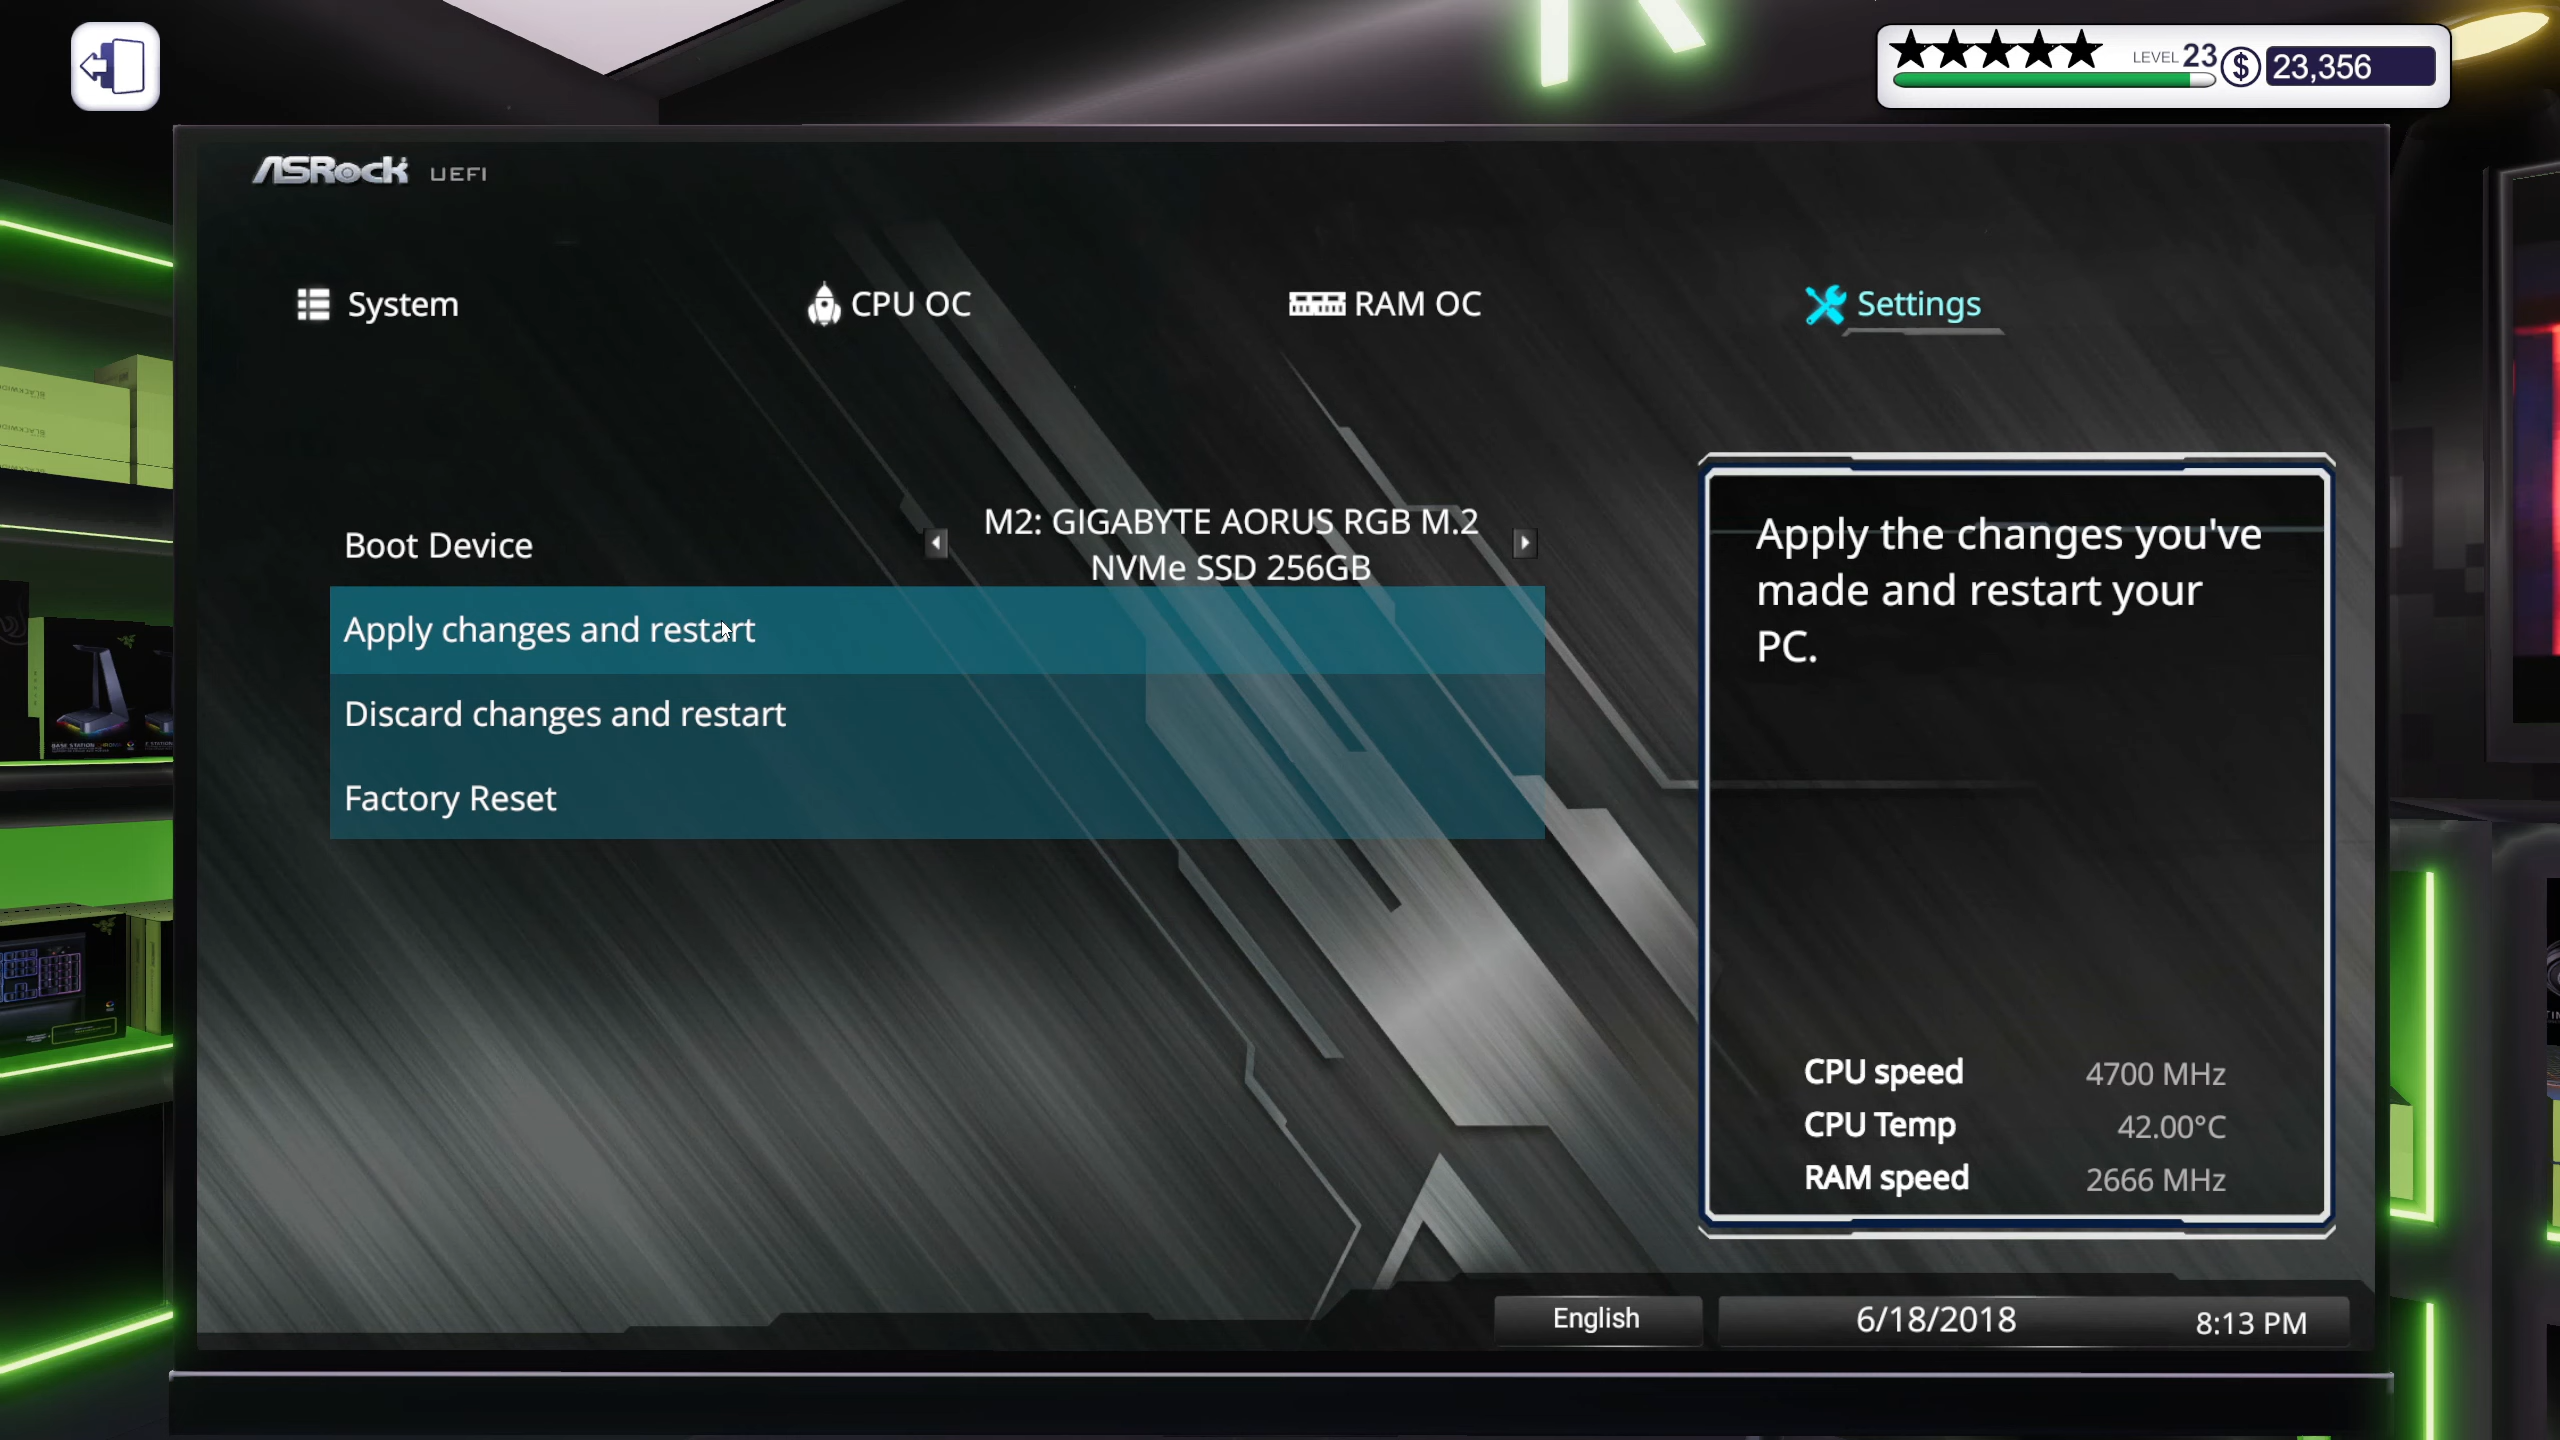 LEVEL 23
$ 23,356
ASRock UEFI
System
CPU OC
RAM OC
Settings
Boot Device
M2: GIGABYTE AORUS RGB M.2
NVMe SSD 256GB
Apply changes and restart
Discard changes and restart
Factory Reset
Apply the changes you've
made and restart your
PC.
CPU speed 4700 MHz
CPU Temp 42.00°C
RAM speed 2666 MHz
English
6/18/2018
8:13 PM